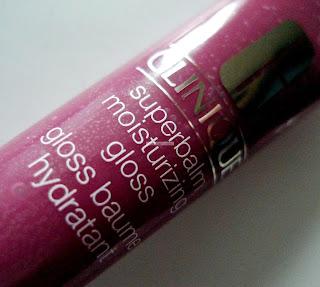 CLINIQUE
superbalm
moisturizing
gloss
gloss baume
hydratant